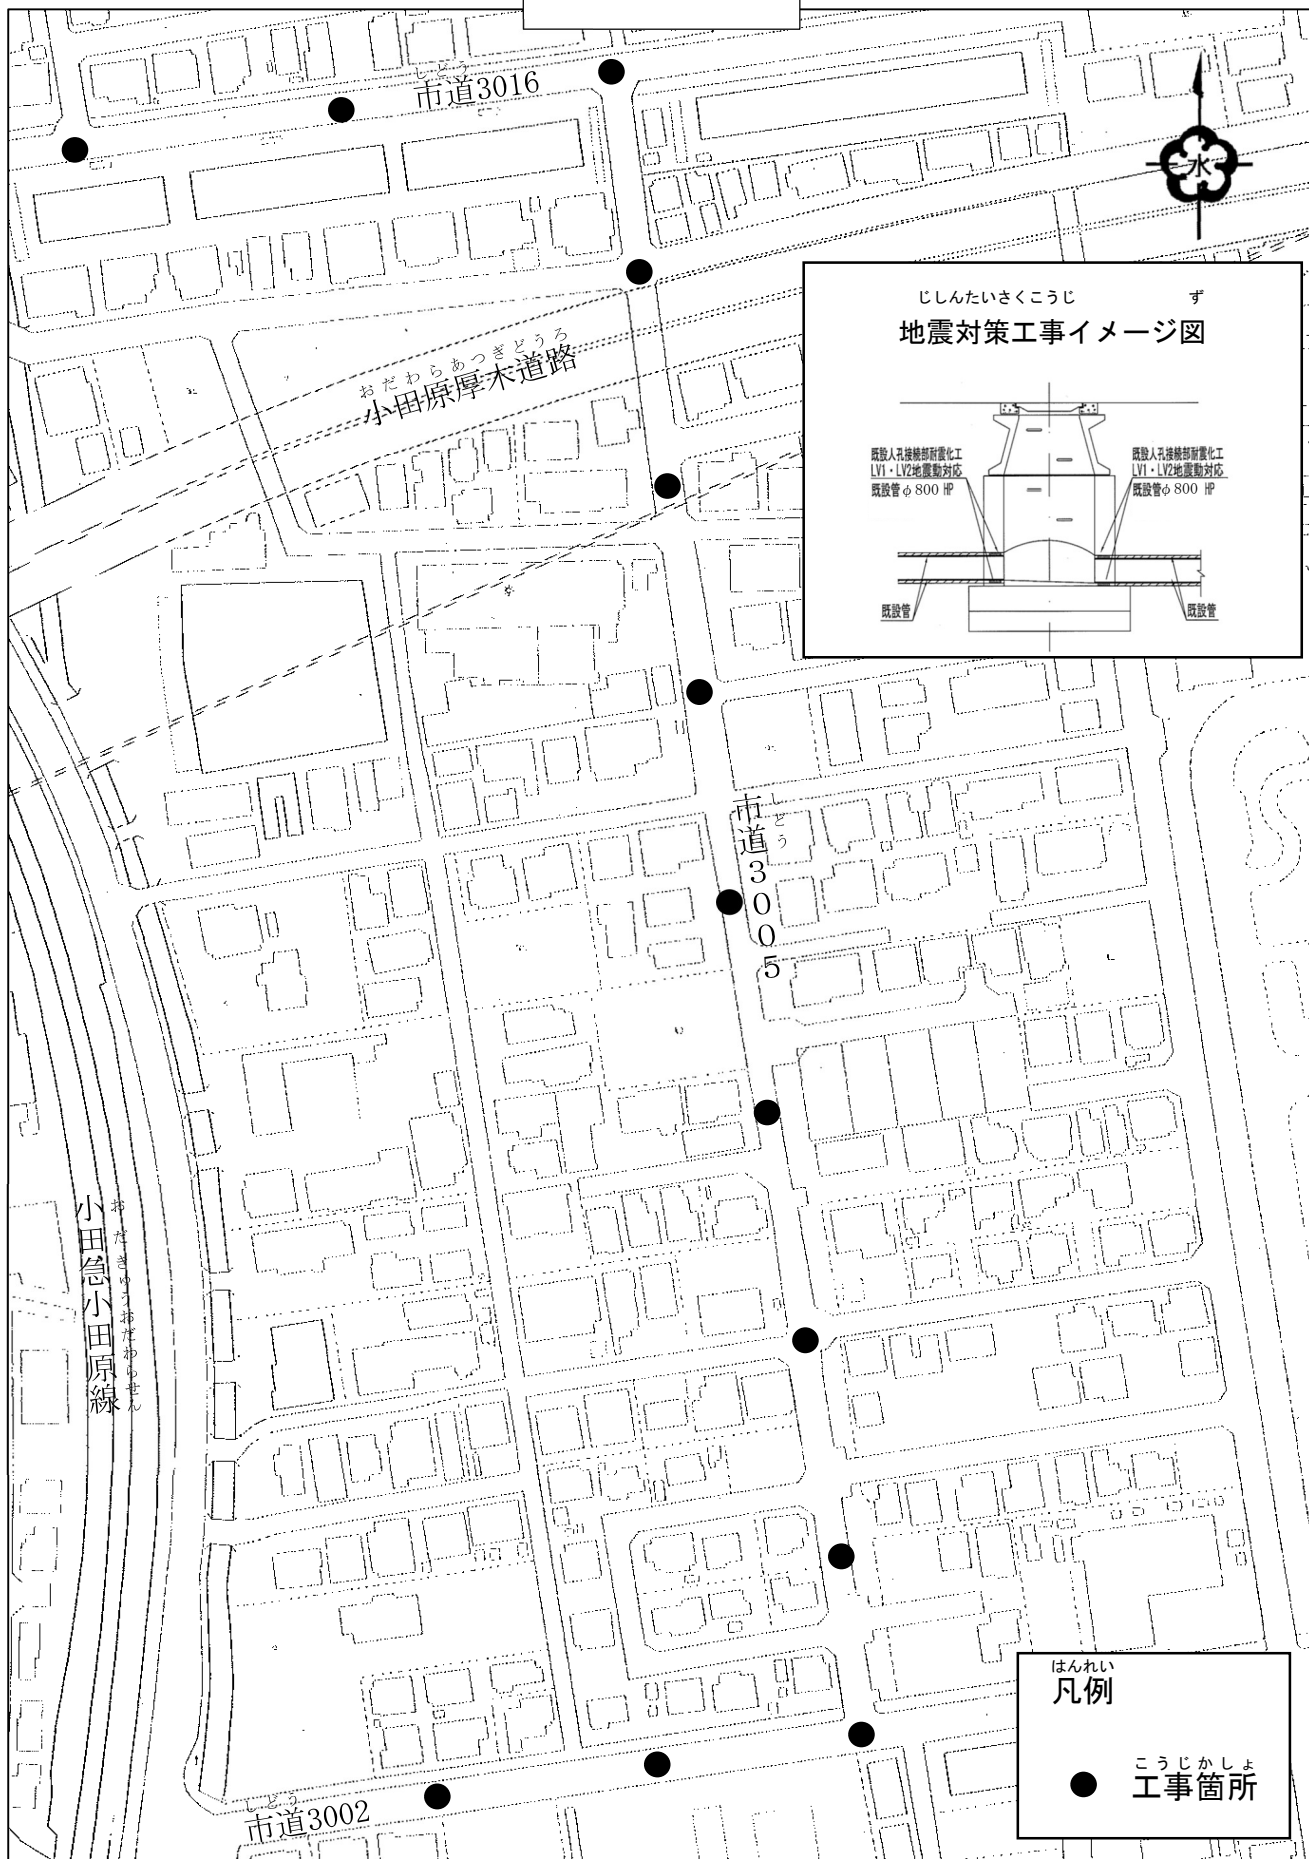 しどう
市道3016
水
じしんたいさくこうじ ず
地震対策工事イメージ図
おだわらあつぎどうろ
小田原厚木道路
既設人孔接続部耐震化工
LV1・LV2地震動対応
既設管φ800 HP
既設人孔接続部耐震化工
LV1・LV2地震動対応
既設管φ800 HP
既設管
既設管
しどう
市道3005
おだきゅうおだわらせん
小田急小田原線
はんれい
凡例
こうじかしょ
工事箇所
しどう
市道3002